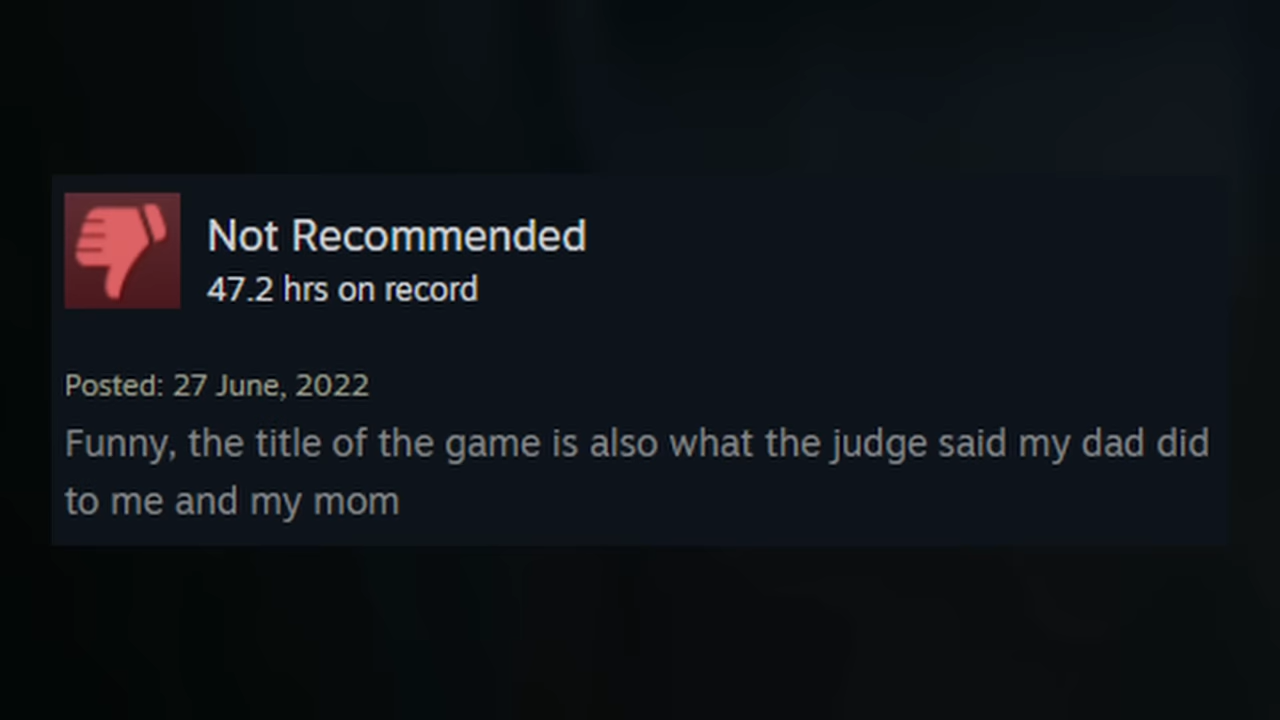 Not Recommended
47.2 hrs on record
Posted: 27 June, 2022
Funny, the title of the game is also what the judge said my dad did
to me and my mom